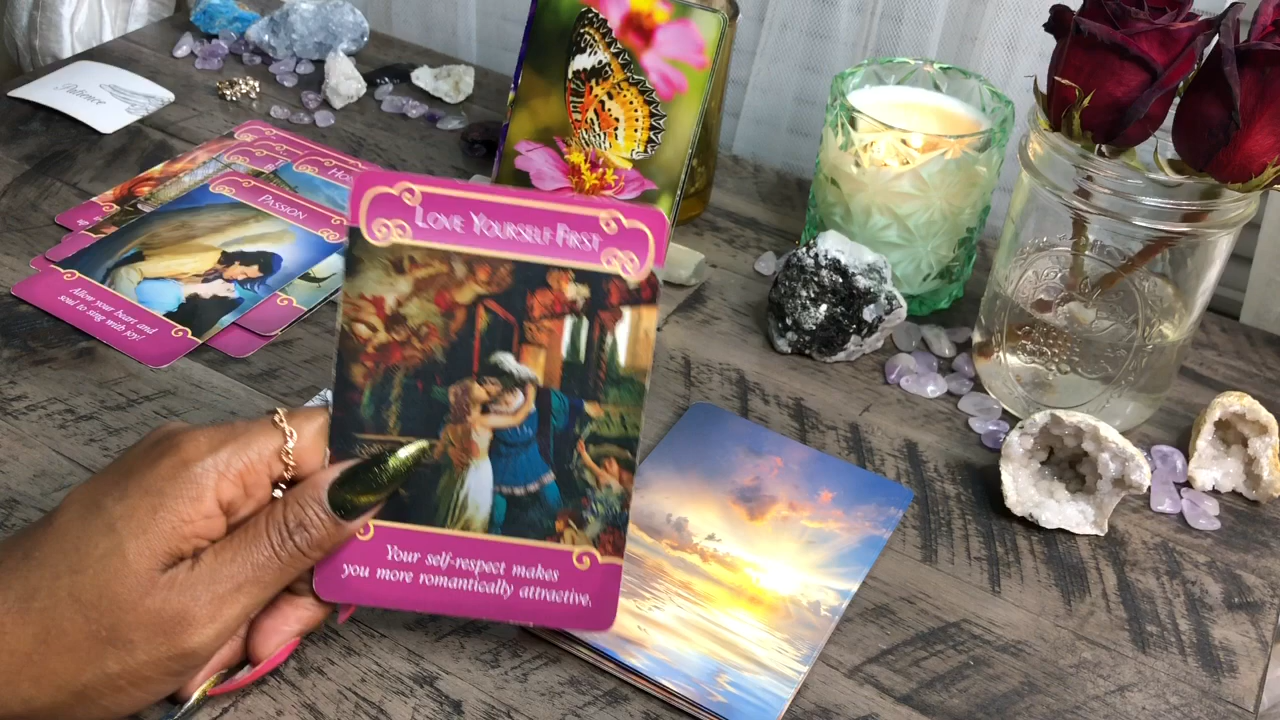 Patience
Passion
Allow your heart and
soul to sing with joy!
Love Yourself First
Your self-respect makes
you more romantically attractive.